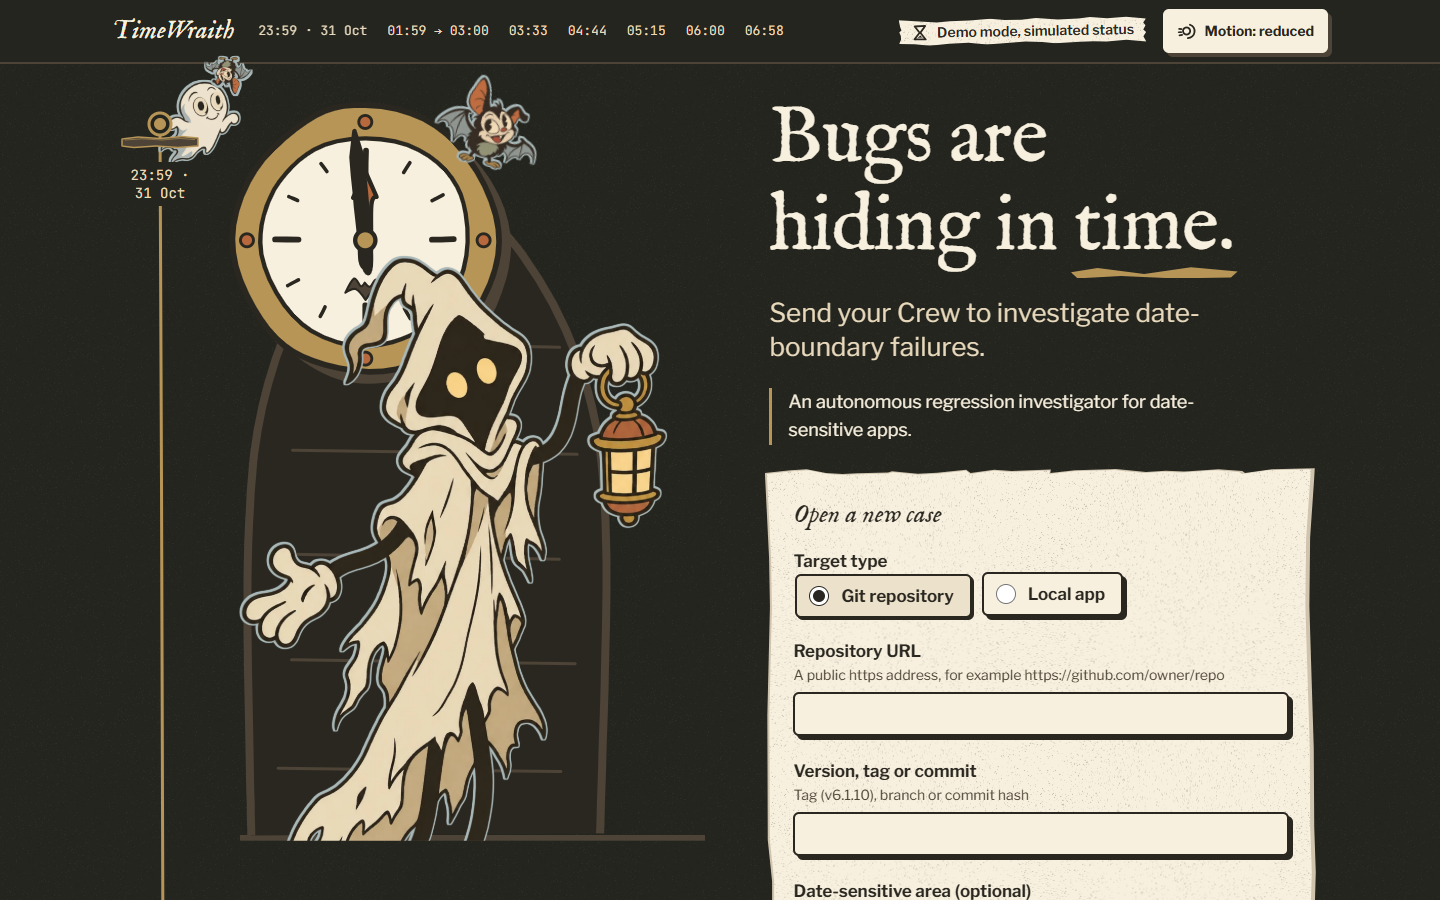 TimeWraith
23:59 · 31 Oct 01:59 → 03:00 03:33 04:44 05:15 06:00 06:58
Demo mode, simulated status
Motion: reduced
23:59 ·
31 Oct
Bugs are
hiding in time.
Send your Crew to investigate date-
boundary failures.
An autonomous regression investigator for date-
sensitive apps.
Open a new case
Target type
Git repository
Local app
Repository URL
A public https address, for example https://github.com/owner/repo
Version, tag or commit
Tag (v6.1.10), branch or commit hash
Date-sensitive area (optional)